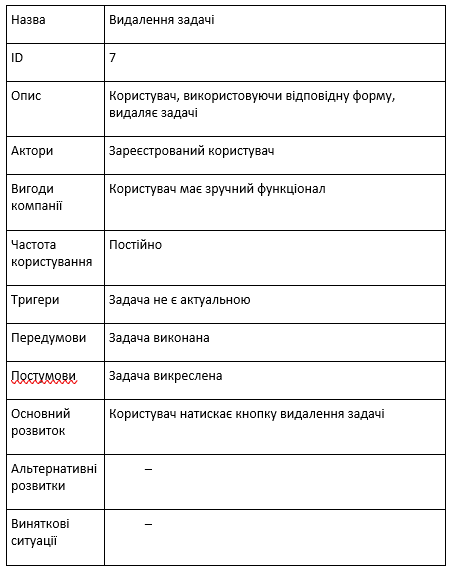 Назва Видалення задачі
ID 7
Опис Користувач, використовуючи відповідну форму,
видаляє задачі
Актори Зареєстрований користувач
Вигоди Користувач має зручний функціонал
компанії
Частота Постійно
користування
Тригери Задача не є актуальною
Передумови Задача виконана
Постумови Задача викреслена
Основний Користувач натискає кнопку видалення задачі
розвиток
Альтернативні –
розвитки
Виняткові –
ситуації